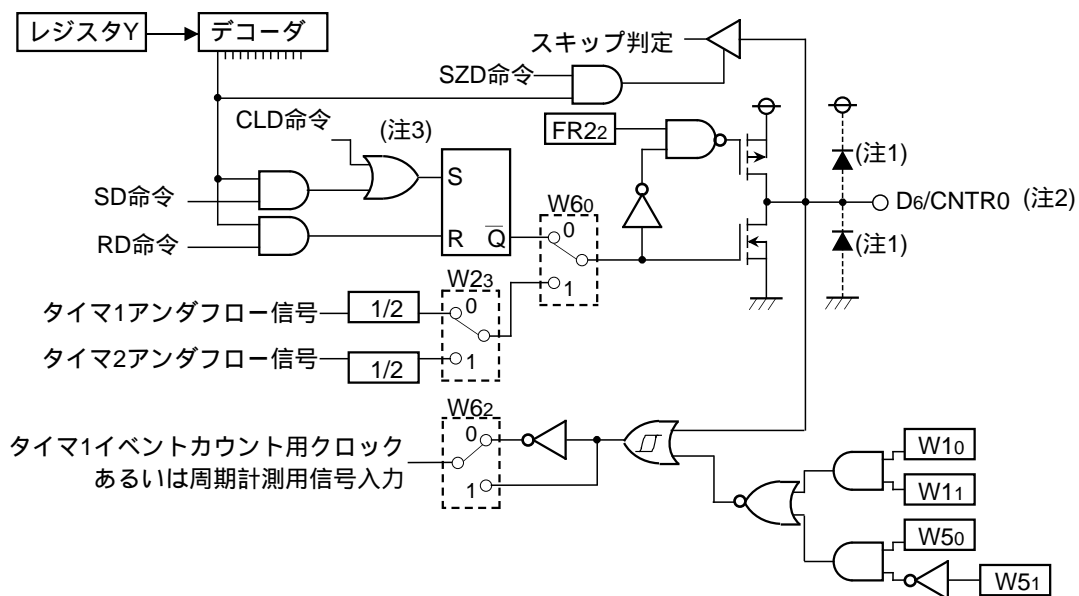 レジスタY
デコーダ
スキップ判定
SZD命令
CLD命令
(注3)
FR22
(注1)
S
SD命令
W60
D6/CNTR0 (注2)
R
Q
0
RD命令
(注1)
W23
1
0
タイマ1アンダフロー信号
1/2
タイマ2アンダフロー信号
1/2
1
W62
0
タイマ1イベントカウント用クロック
あるいは周期計測用信号入力
1
W10
W11
W50
W51